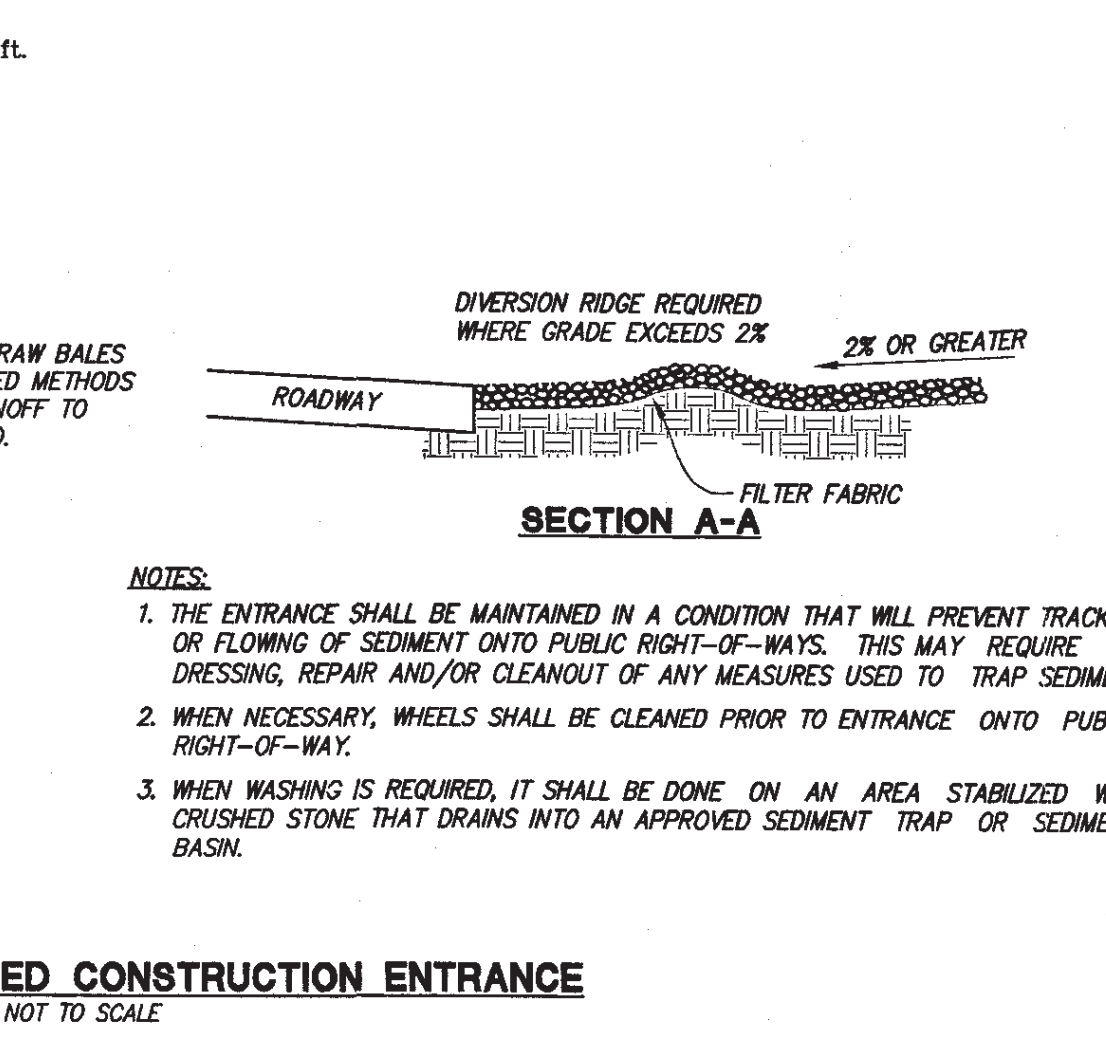 ft.
DIVERSION RIDGE REQUIRED
WHERE GRADE EXCEEDS 2%
2% OR GREATER
RAW BALES
ED METHODS
NOFF TO
ROADWAY
FILTER FABRIC
SECTION A-A
NOTES:
1. THE ENTRANCE SHALL BE MAINTAINED IN A CONDITION THAT WILL PREVENT TRACK
OR FLOWING OF SEDIMENT ONTO PUBLIC RIGHT-OF-WAYS. THIS MAY REQUIRE
DRESSING, REPAIR AND/OR CLEANOUT OF ANY MEASURES USED TO TRAP SEDIME
2. WHEN NECESSARY, WHEELS SHALL BE CLEANED PRIOR TO ENTRANCE ONTO PUB
RIGHT-OF-WAY.
3. WHEN WASHING IS REQUIRED, IT SHALL BE DONE ON AN AREA STABILIZED W
CRUSHED STONE THAT DRAINS INTO AN APPROVED SEDIMENT TRAP OR SEDIME
BASIN.
ED CONSTRUCTION ENTRANCE
NOT TO SCALE